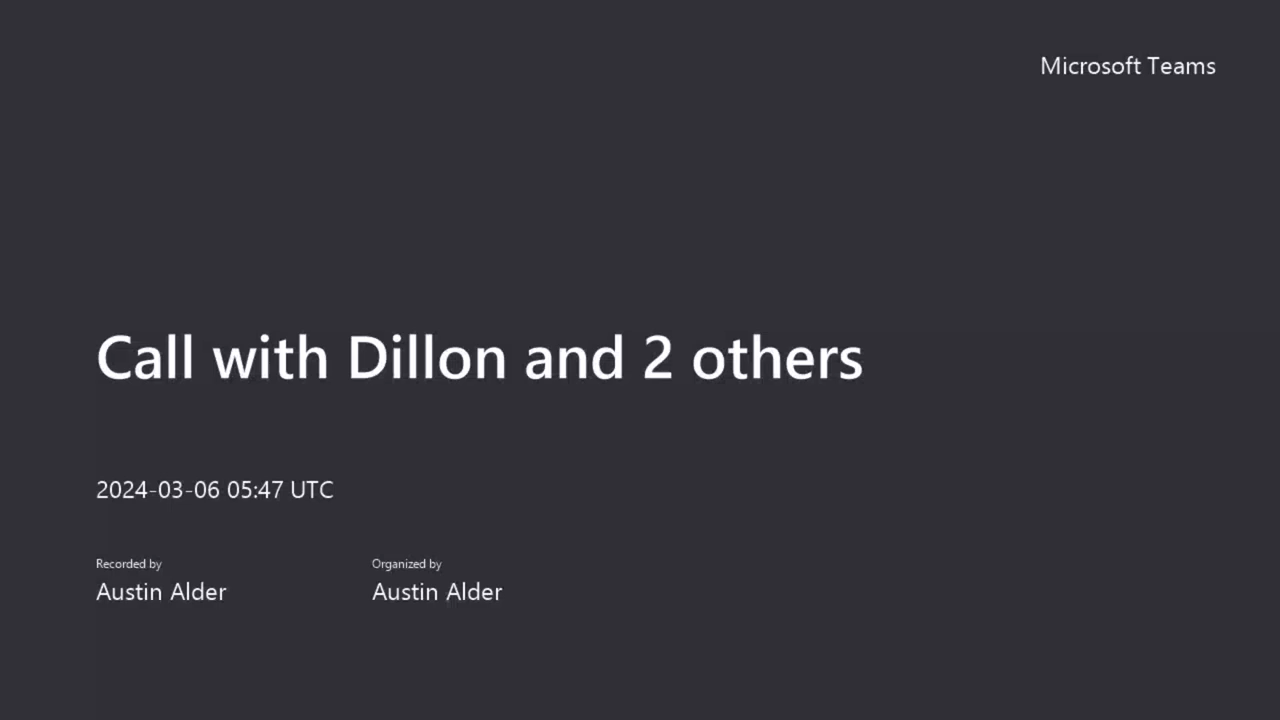 Microsoft Teams
Call with Dillon and 2 others
2024-03-06 05:47 UTC
Recorded by
Austin Alder
Organized by
Austin Alder